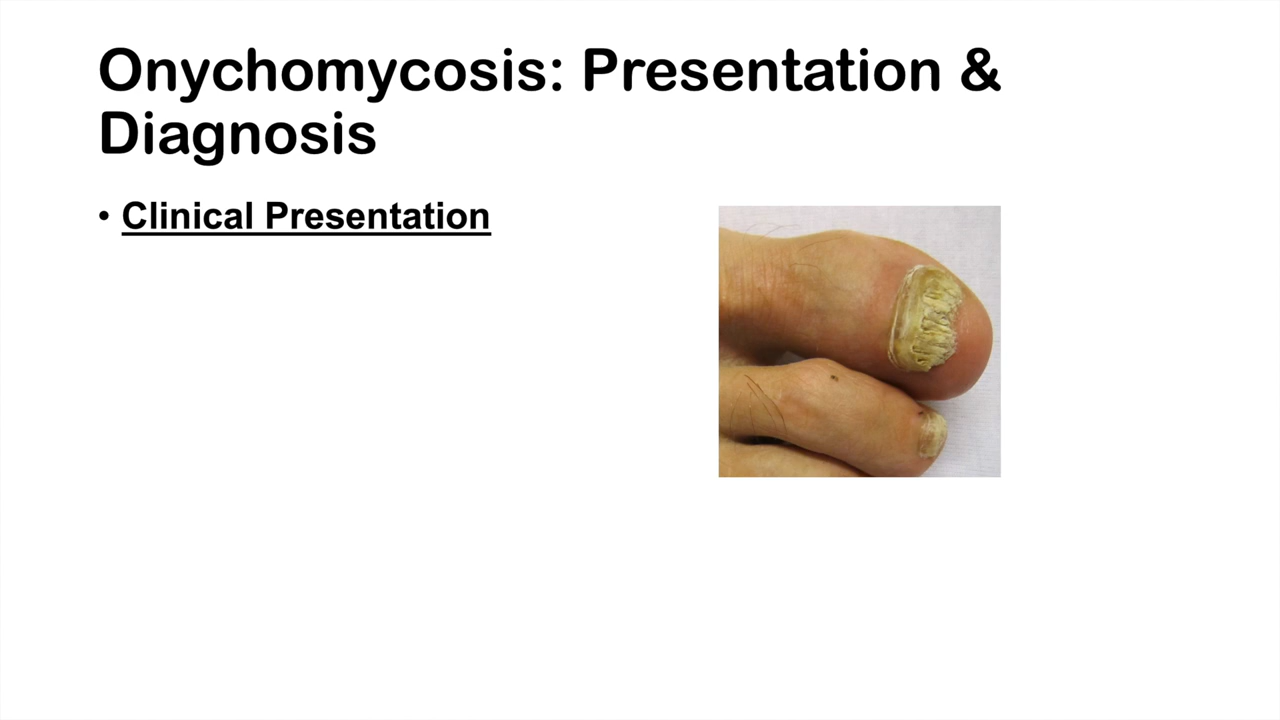 Onychomycosis: Presentation &
Diagnosis
• Clinical Presentation